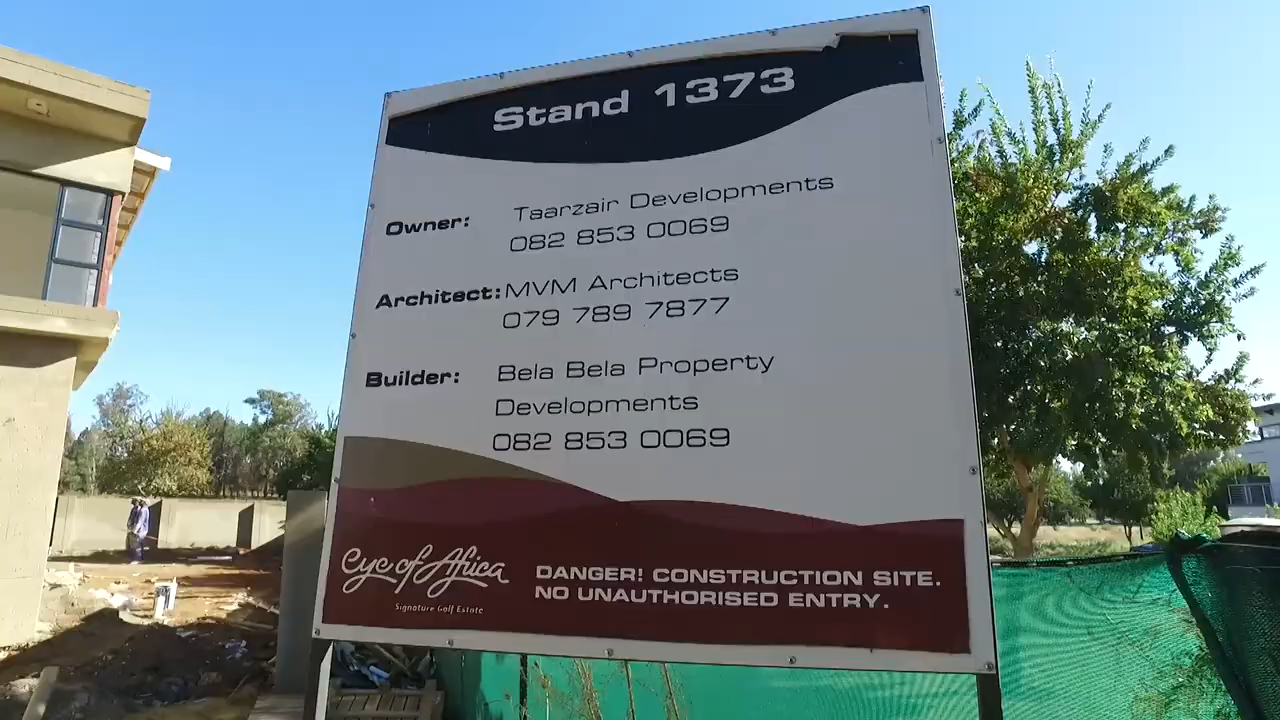 Stand 1373
Owner: Taarzair Developments
082 853 0069
Architect: MVM Architects
079 789 7877
Builder: Bela Bela Property
Developments
082 853 0069
Eye of Africa
Signature Golf Estate
DANGER! CONSTRUCTION SITE.
NO UNAUTHORISED ENTRY.